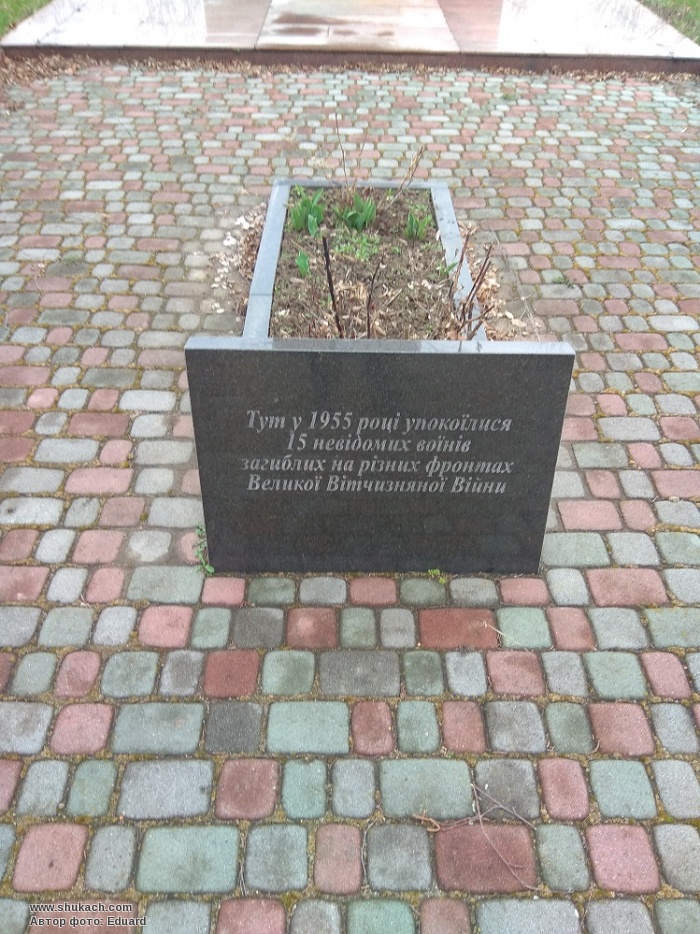 Тут у 1955 році упокоїлися
15 невідомих воїнів
загиблих на різних фронтах
Великої Вітчизняної Війни
www.shukach.com
Автор фото: Eduard